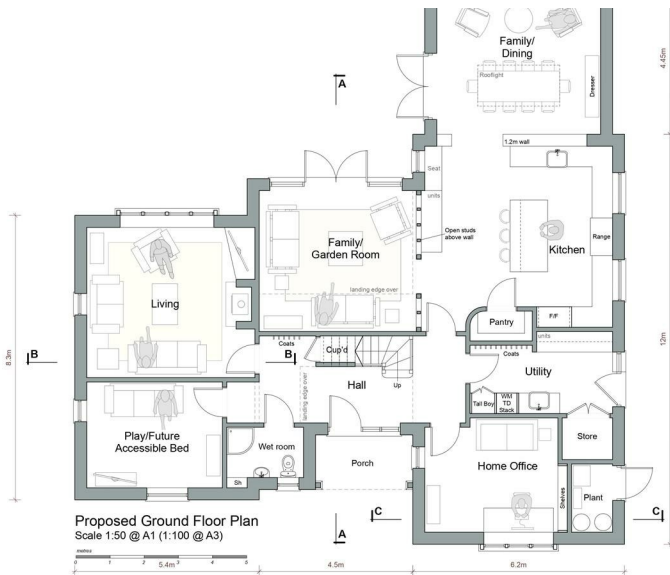 Family/
Dining
Rooflight
Dresser
4.45m
A
1.2m wall
Seat
units
Open studs
above wall
Kitchen
Range
Family/
Garden Room
landing edge over
Living
F/F
Pantry
12m
8.3m
B
Coats
B
Cup'd
Up
Hall
landing edge over
units
Coats
Utility
Tall Boy
WM
TD
Stack
Store
Play/Future
Accessible Bed
Wet room
Sh
Porch
Home Office
Shelves
Plant
C
C
A
Proposed Ground Floor Plan
Scale 1:50 @ A1 (1:100 @ A3)
metres
0 1 2 3 4 5
5.4m
4.5m
6.2m